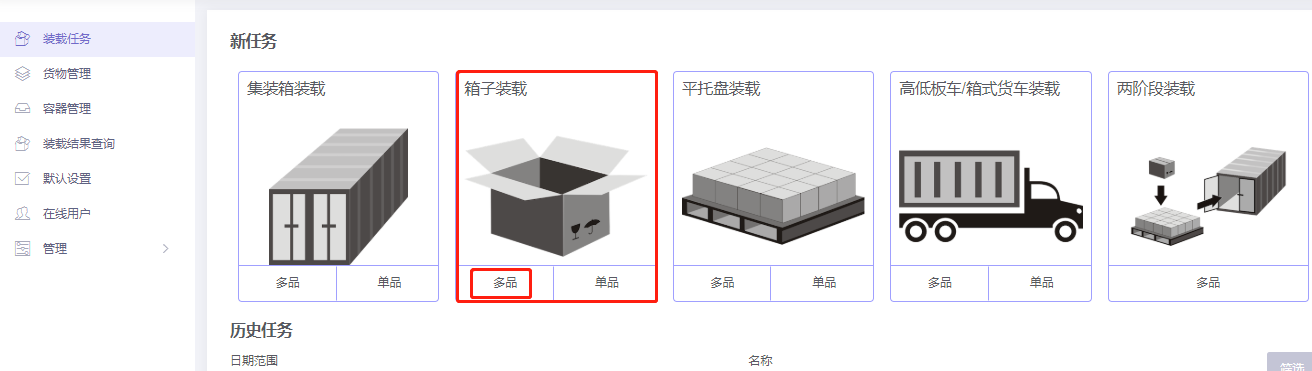 装载任务
货物管理
容器管理
装载结果查询
默认设置
在线用户
管理
新任务
集装箱装载
多品
单品
箱子装载
多品
单品
平托盘装载
多品
单品
高低板车/箱式货车装载
多品
单品
两阶段装载
多品
历史任务
日期范围
名称
筛选